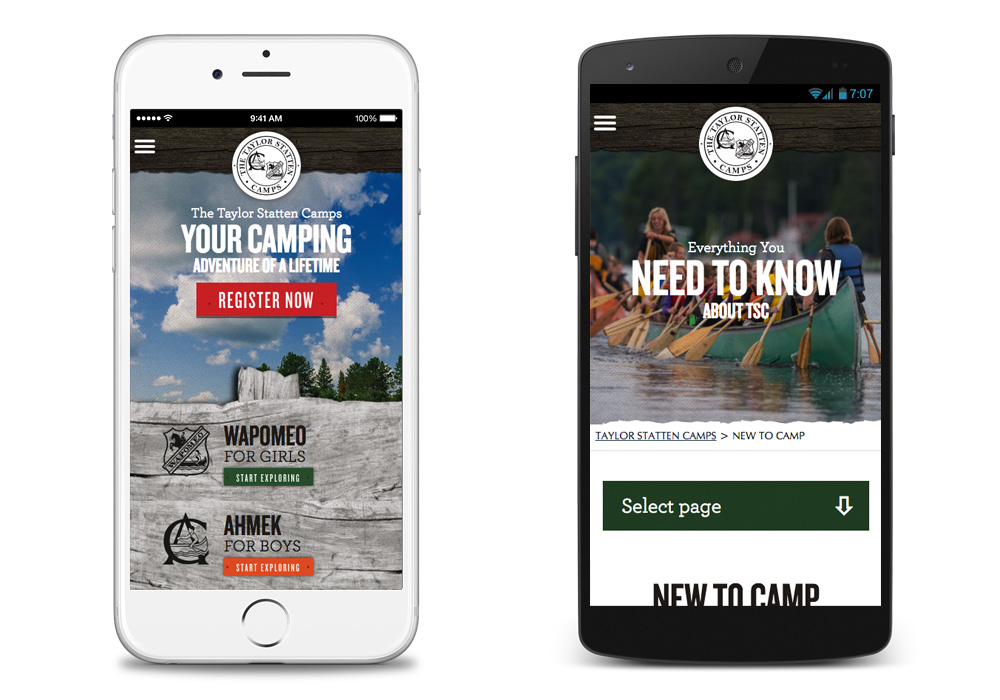 9:41 AM
100%
THE TAYLOR STATTEN
CAMPS
The Taylor Statten Camps
YOUR CAMPING
ADVENTURE OF A LIFETIME
REGISTER NOW
WAPOMEO
WAPOMEO
FOR GIRLS
START EXPLORING
AHMEK
FOR BOYS
START EXPLORING
7:07
THE TAYLOR STATTEN
CAMPS
Everything You
NEED TO KNOW
ABOUT TSC
TAYLOR STATTEN CAMPS > NEW TO CAMP
Select page
NEW TO CAMP